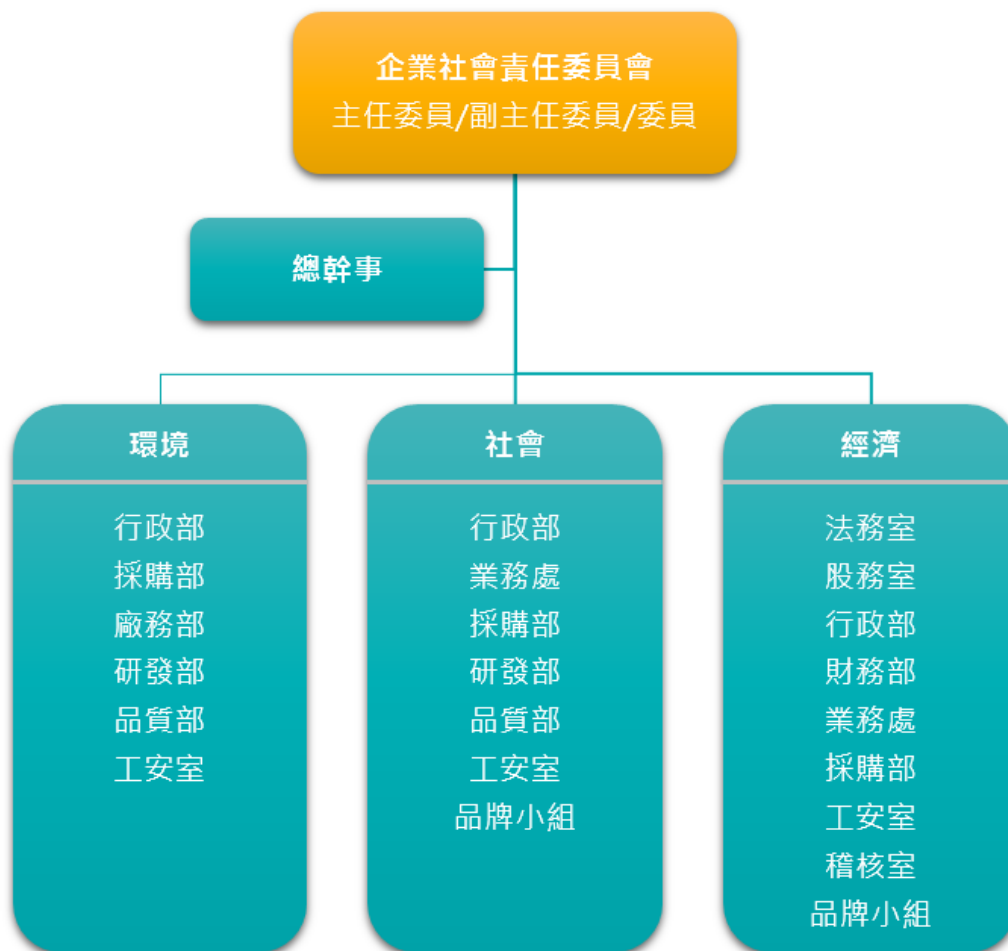 企業社會責任委員會
主任委員/副主任委員/委員
總幹事
環境
行政部
採購部
廠務部
研發部
品質部
工安室
社會
行政部
業務處
採購部
研發部
品質部
工安室
品牌小組
經濟
法務室
股務室
行政部
財務部
業務處
採購部
工安室
稽核室
品牌小組